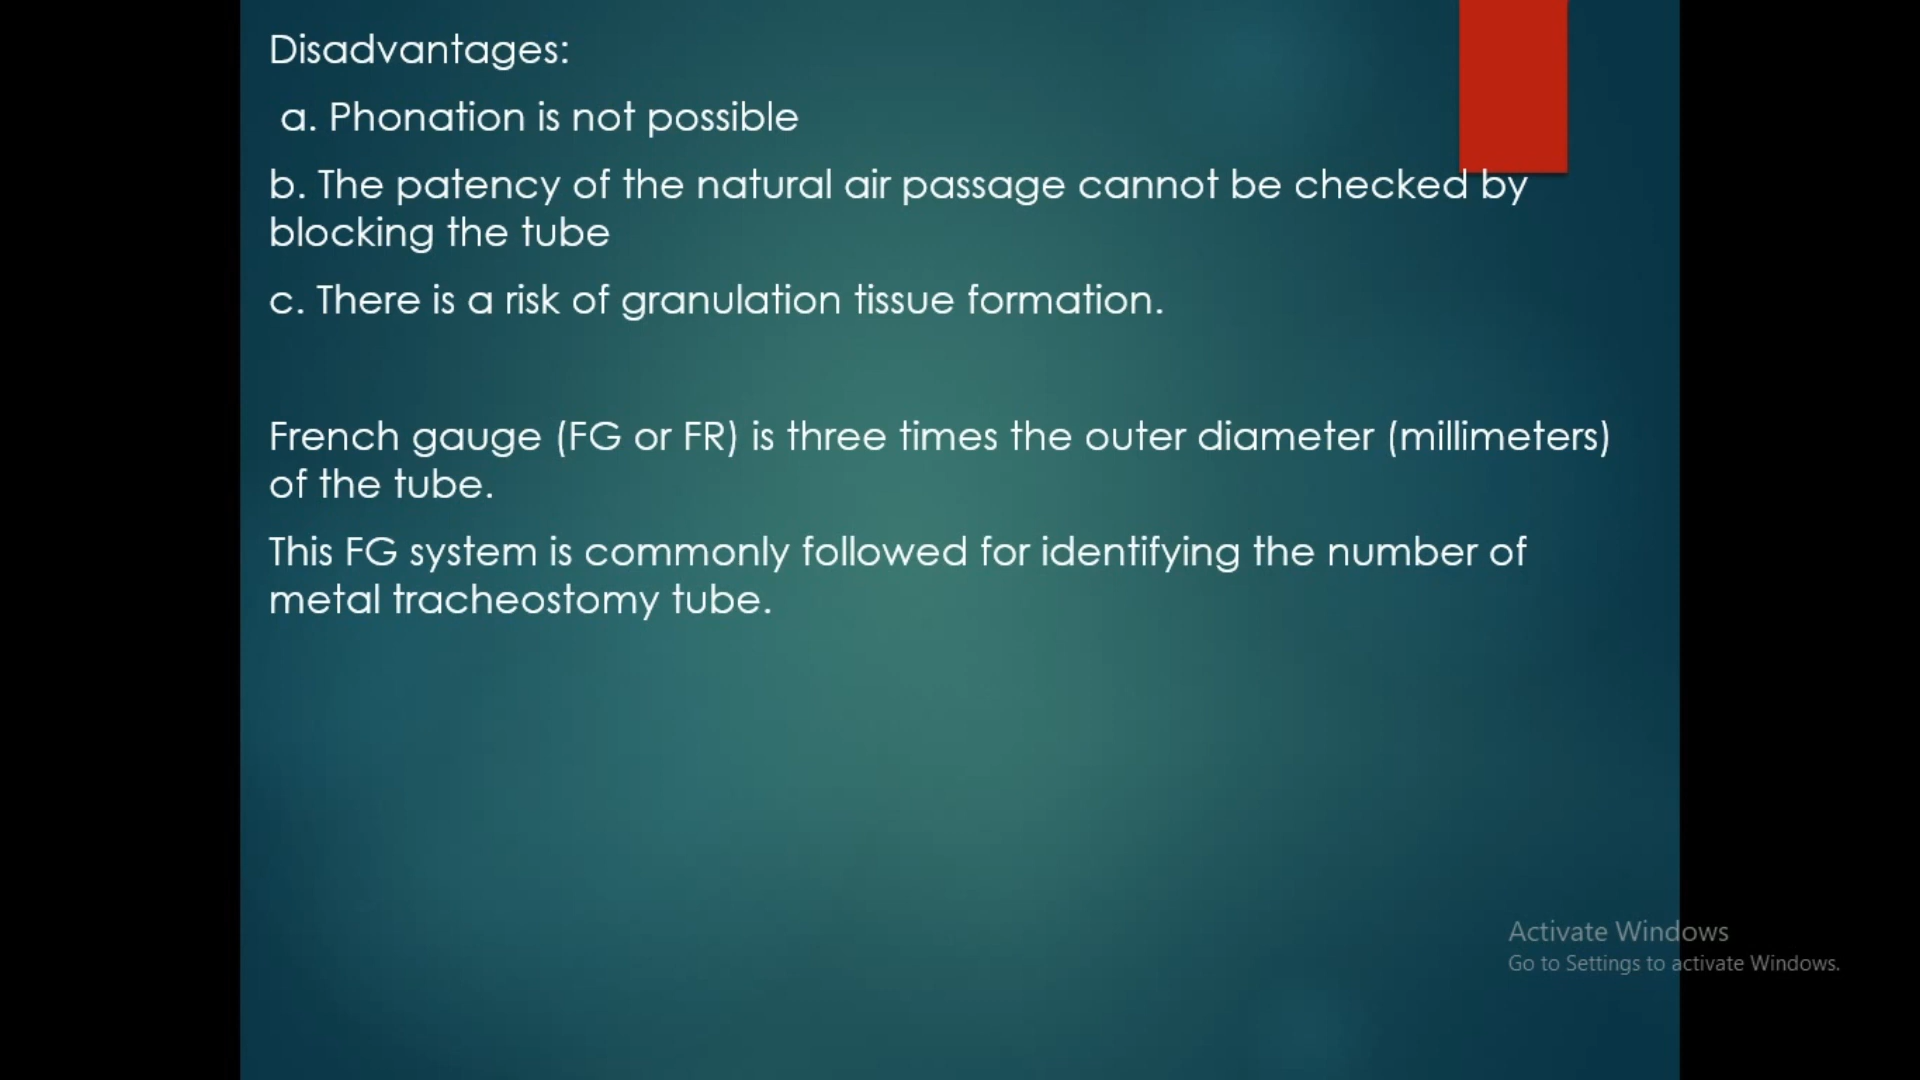 Disadvantages:
a. Phonation is not possible
b. The patency of the natural air passage cannot be checked by
blocking the tube
c. There is a risk of granulation tissue formation.
French gauge (FG or FR) is three times the outer diameter (millimeters)
of the tube.
This FG system is commonly followed for identifying the number of
metal tracheostomy tube.
Activate Windows
Go to Settings to activate Windows.